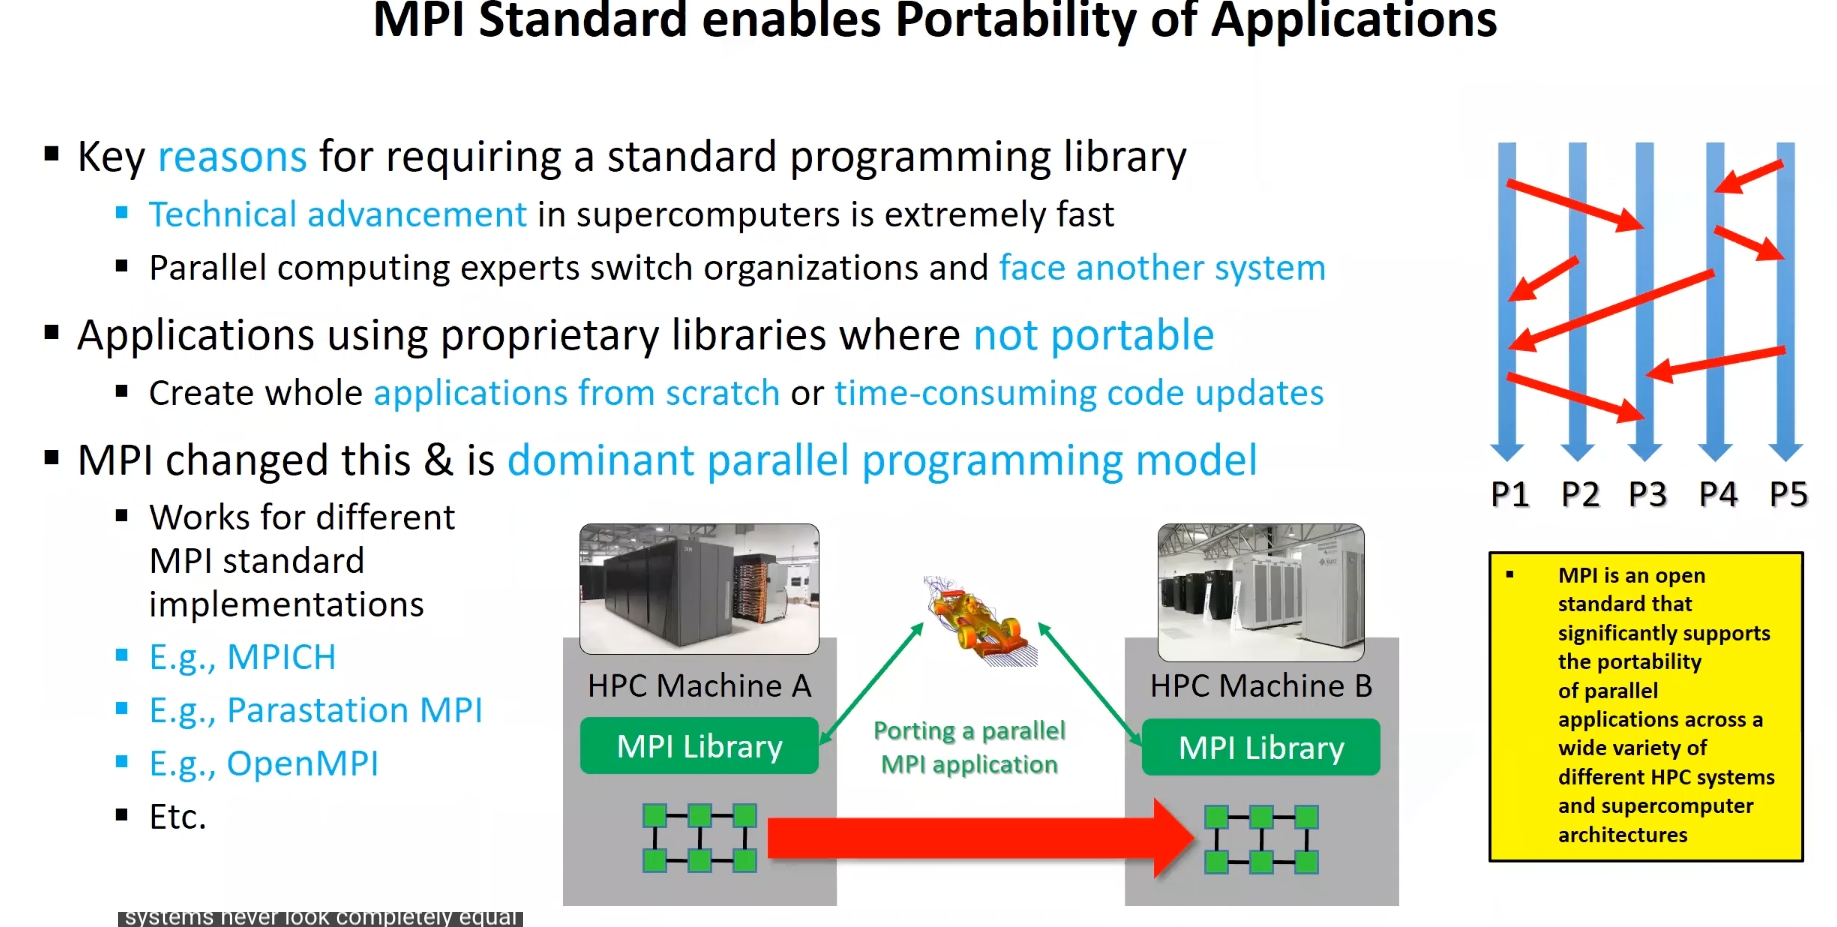 MPI Standard enables Portability of Applications
Key reasons for requiring a standard programming library
Technical advancement in supercomputers is extremely fast
Parallel computing experts switch organizations and face another system
Applications using proprietary libraries where not portable
Create whole applications from scratch or time-consuming code updates
MPI changed this & is dominant parallel programming model
Works for different
MPI standard
implementations
E.g., MPICH
E.g., Parastation MPI
E.g., OpenMPI
Etc.
HPC Machine A
MPI Library
Porting a parallel
MPI application
HPC Machine B
MPI Library
P1 P2 P3 P4 P5
MPI is an open
standard that
significantly supports
the portability
of parallel
applications across a
wide variety of
different HPC systems
and supercomputer
architectures
systems never look completely equal